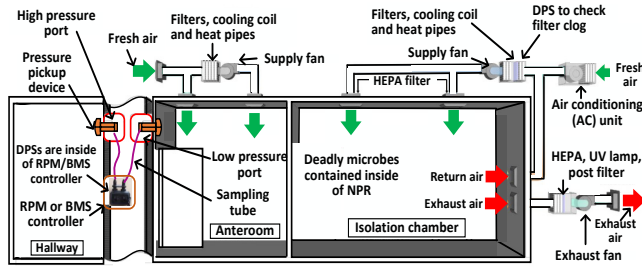 High pressure
port
Pressure
pickup
device
DPSs are inside
of RPM/BMS
controller
RPM or BMS
controller
Hallway
Fresh air
Filters, cooling coil
and heat pipes
Supply fan
Low pressure
port
Sampling
tube
Anteroom
HEPA filter
Filters, cooling coil
and heat pipes
Supply fan
DPS to check
filter clog
Fresh
air
Air conditioning
(AC) unit
Deadly microbes
contained inside
of NPR
Return air
Exhaust air
Isolation chamber
HEPA, UV lamp,
post filter
Exhaust
air
Exhaust fan